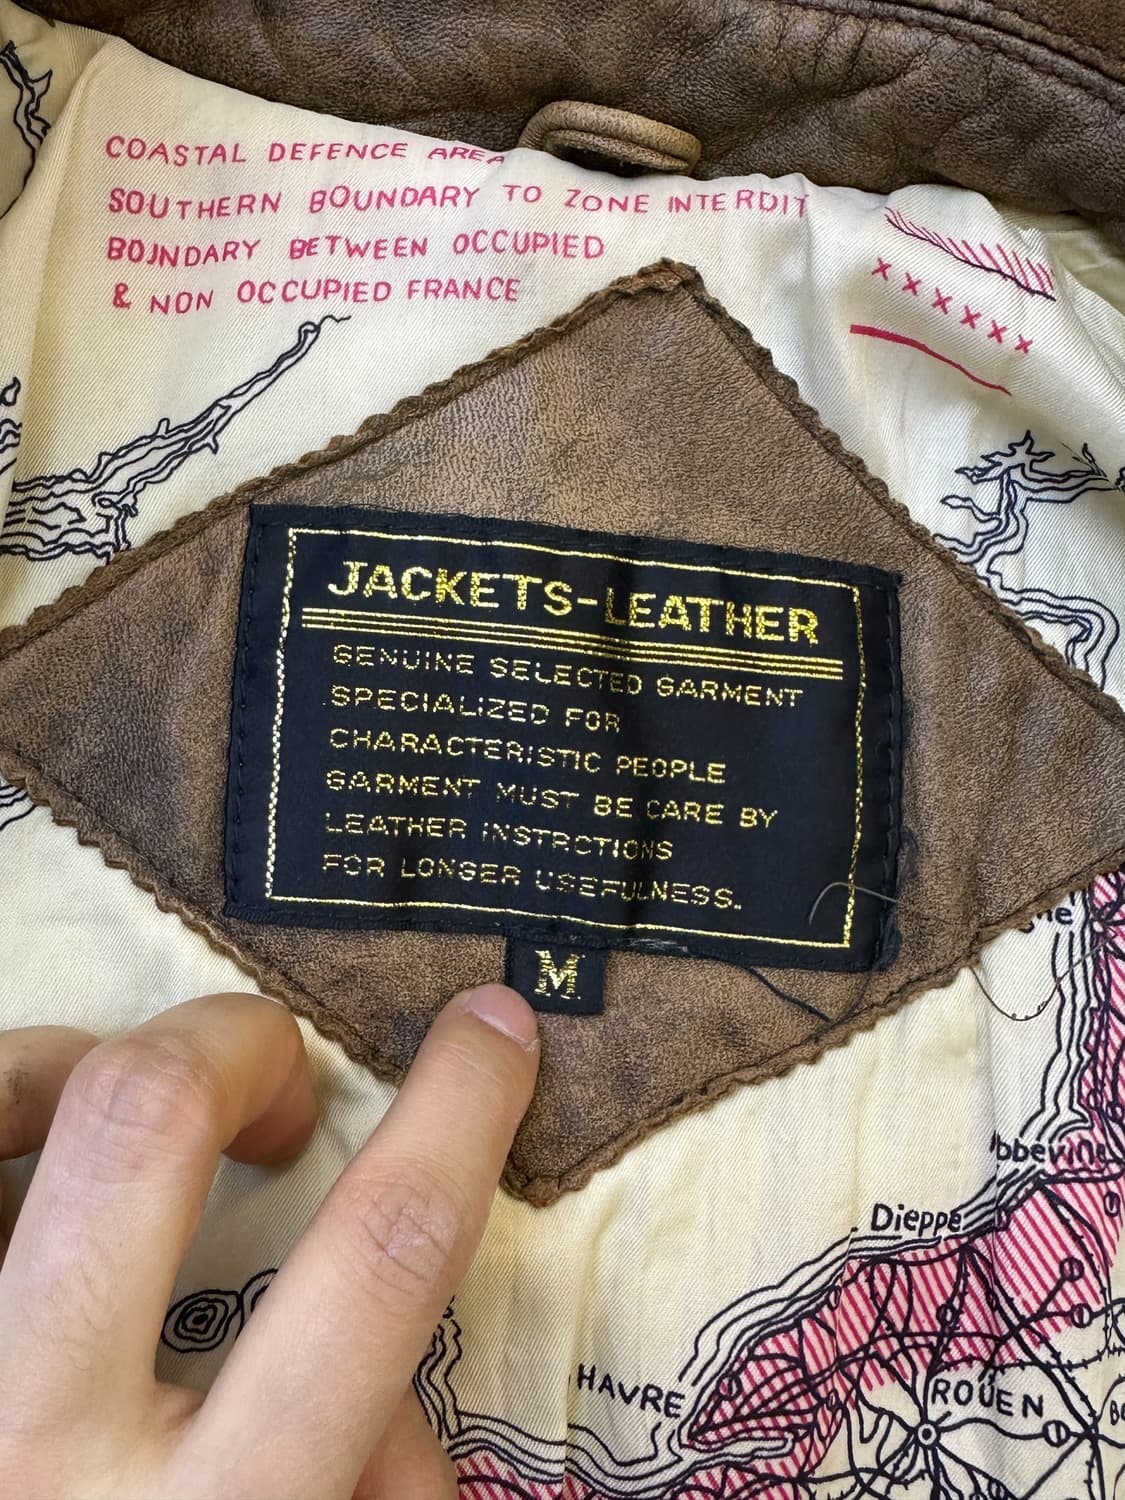 COASTAL DEFENCE AREA
SOUTHERN BOUNDARY TO ZONE INTERDIT
BOUNDARY BETWEEN OCCUPIED
& NON OCCUPIED FRANCE
JACKETS-LEATHER
GENUINE SELECTED GARMENT
SPECIALIZED FOR
CHARACTERISTIC PEOPLE
GARMENT MUST BE CARE BY
LEATHER INSTRCTIONS
FOR LONGER USEFULNESS.
M
Dieppe
HAVRE
ROUEN